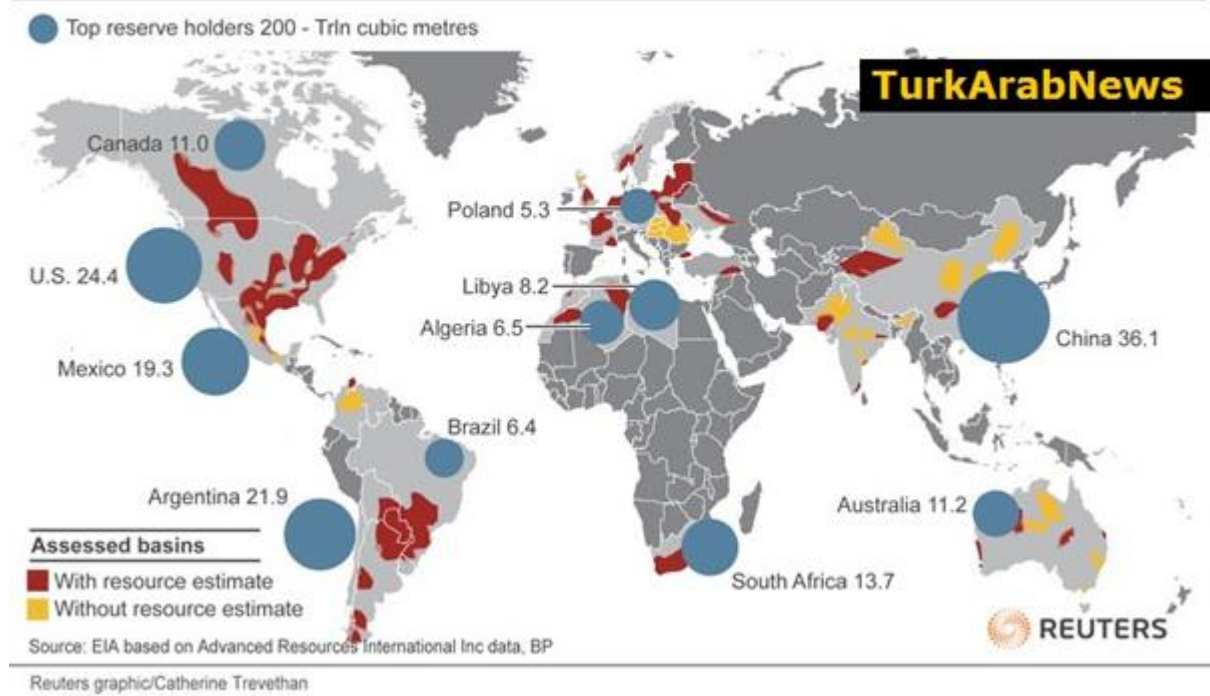 Top reserve holders 200 - Trln cubic metres
TurkArabNews
Canada 11.0
Poland 5.3
U.S. 24.4
Libya 8.2
Algeria 6.5
China 36.1
Mexico 19.3
Brazil 6.4
Argentina 21.9
Australia 11.2
South Africa 13.7
Assessed basins
With resource estimate
Without resource estimate
REUTERS
Source: EIA based on Advanced Resources International Inc data, BP
Reuters graphic/Catherine Trevethan